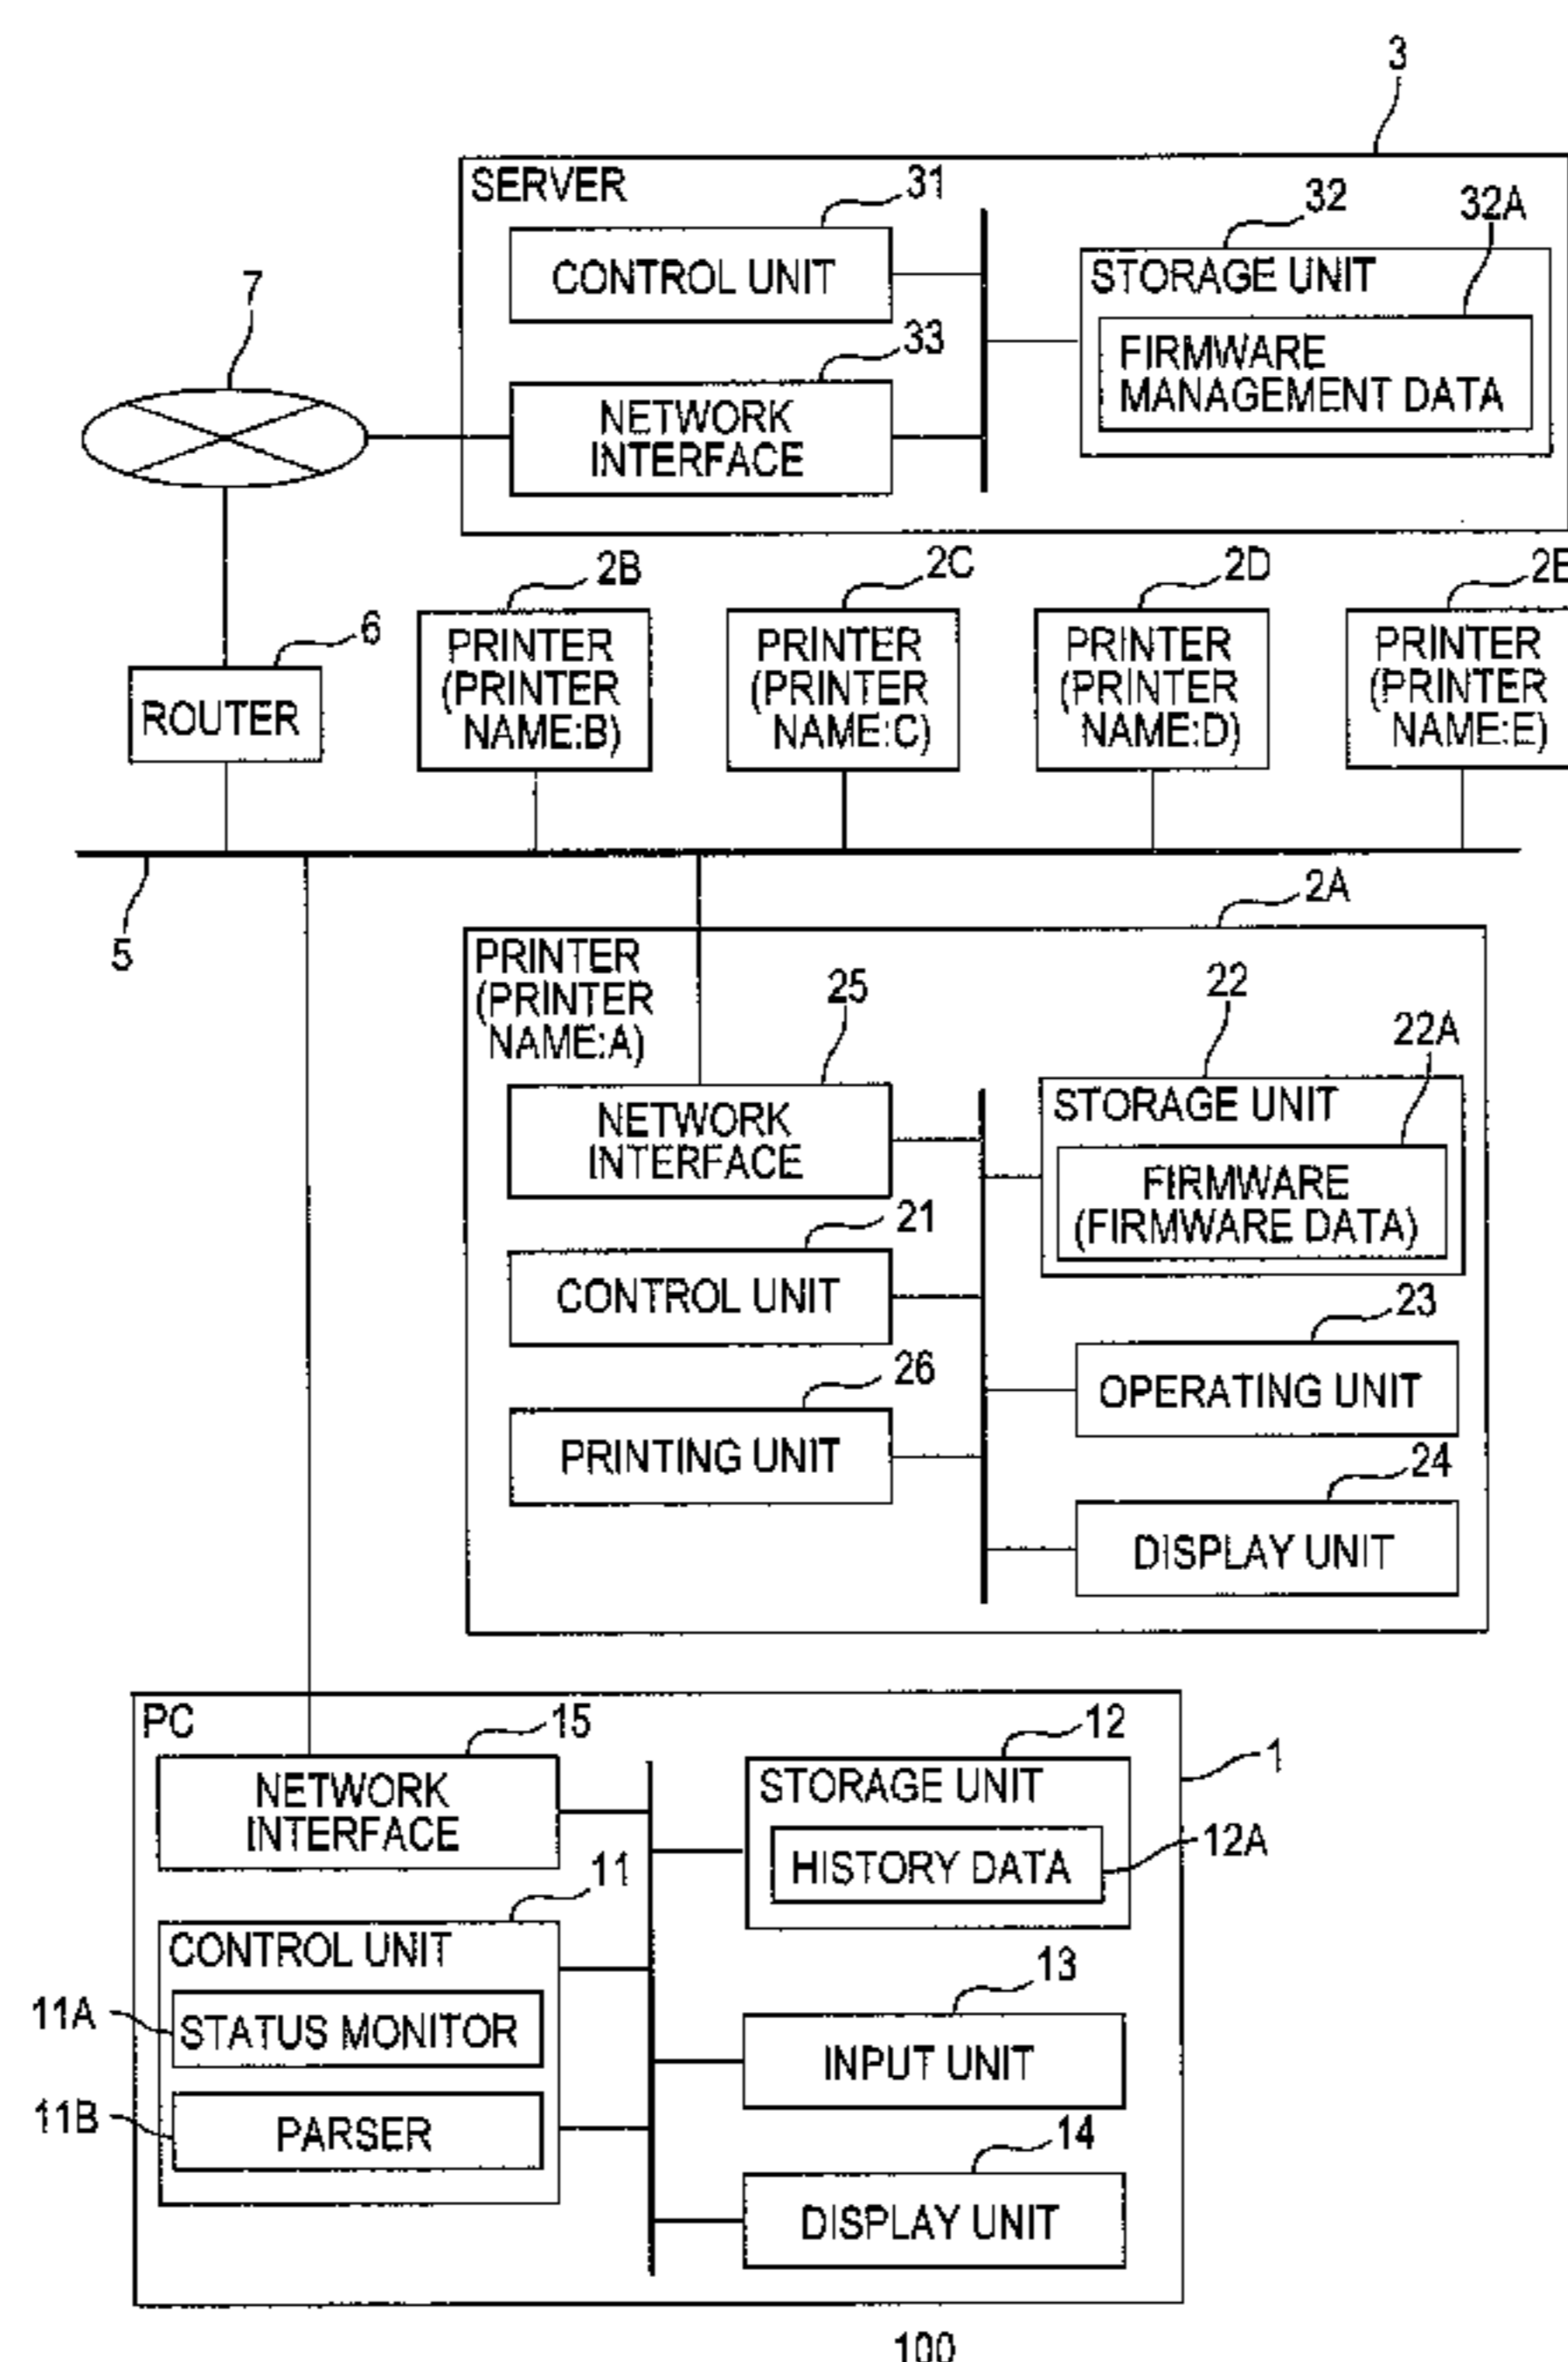 3
SERVER
31
32
32A
CONTROL UNIT
STORAGE UNIT
7
33
FIRMWARE
MANAGEMENT DATA
NETWORK
INTERFACE
2B
2C
2D
2E
6
PRINTER
(PRINTER
NAME:B)
PRINTER
(PRINTER
NAME:C)
PRINTER
(PRINTER
NAME:D)
PRINTER
(PRINTER
NAME:E)
ROUTER
5
2A
PRINTER
(PRINTER
NAME:A)
25
22
22A
NETWORK
INTERFACE
STORAGE UNIT
FIRMWARE
(FIRMWARE DATA)
21
CONTROL UNIT
23
OPERATING UNIT
26
PRINTING UNIT
24
DISPLAY UNIT
PC
15
12
1
NETWORK
INTERFACE
STORAGE UNIT
12A
HISTORY DATA
11
CONTROL UNIT
13
11A
STATUS MONITOR
INPUT UNIT
11B
PARSER
14
DISPLAY UNIT
100